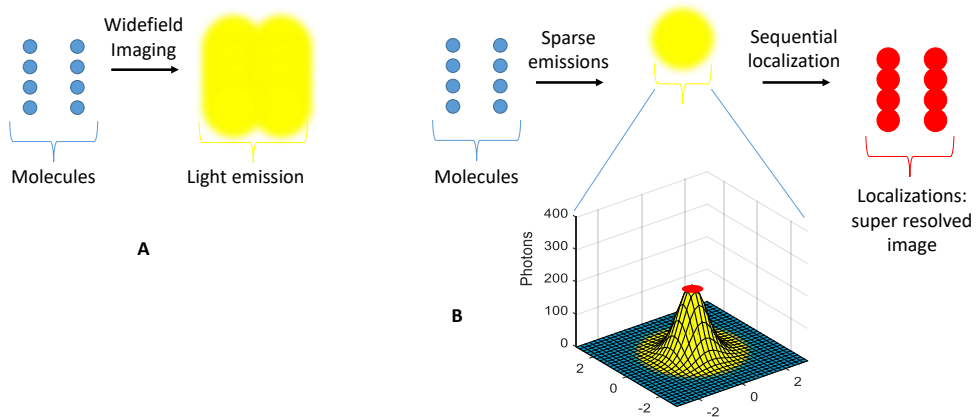 Widefield
Imaging
Molecules
Light emission
A
Sparse
emissions
Sequential
localization
Molecules
Localizations:
super resolved
image
B
Photons
400
300
200
100
0
2
0
-2
-2
0
2